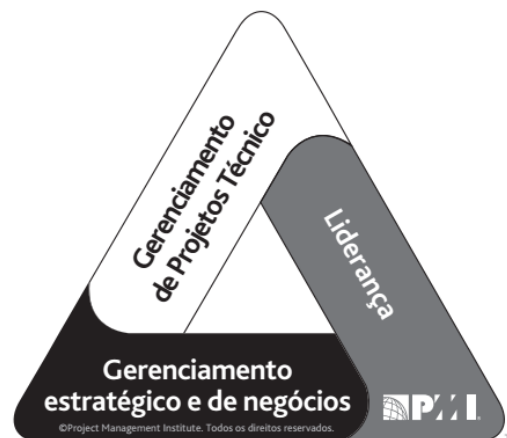 Gerenciamento
de Projetos Técnico
Liderança
Gerenciamento
estratégico e de negócios
PMI
©Project Management Institute. Todos os direitos reservados.